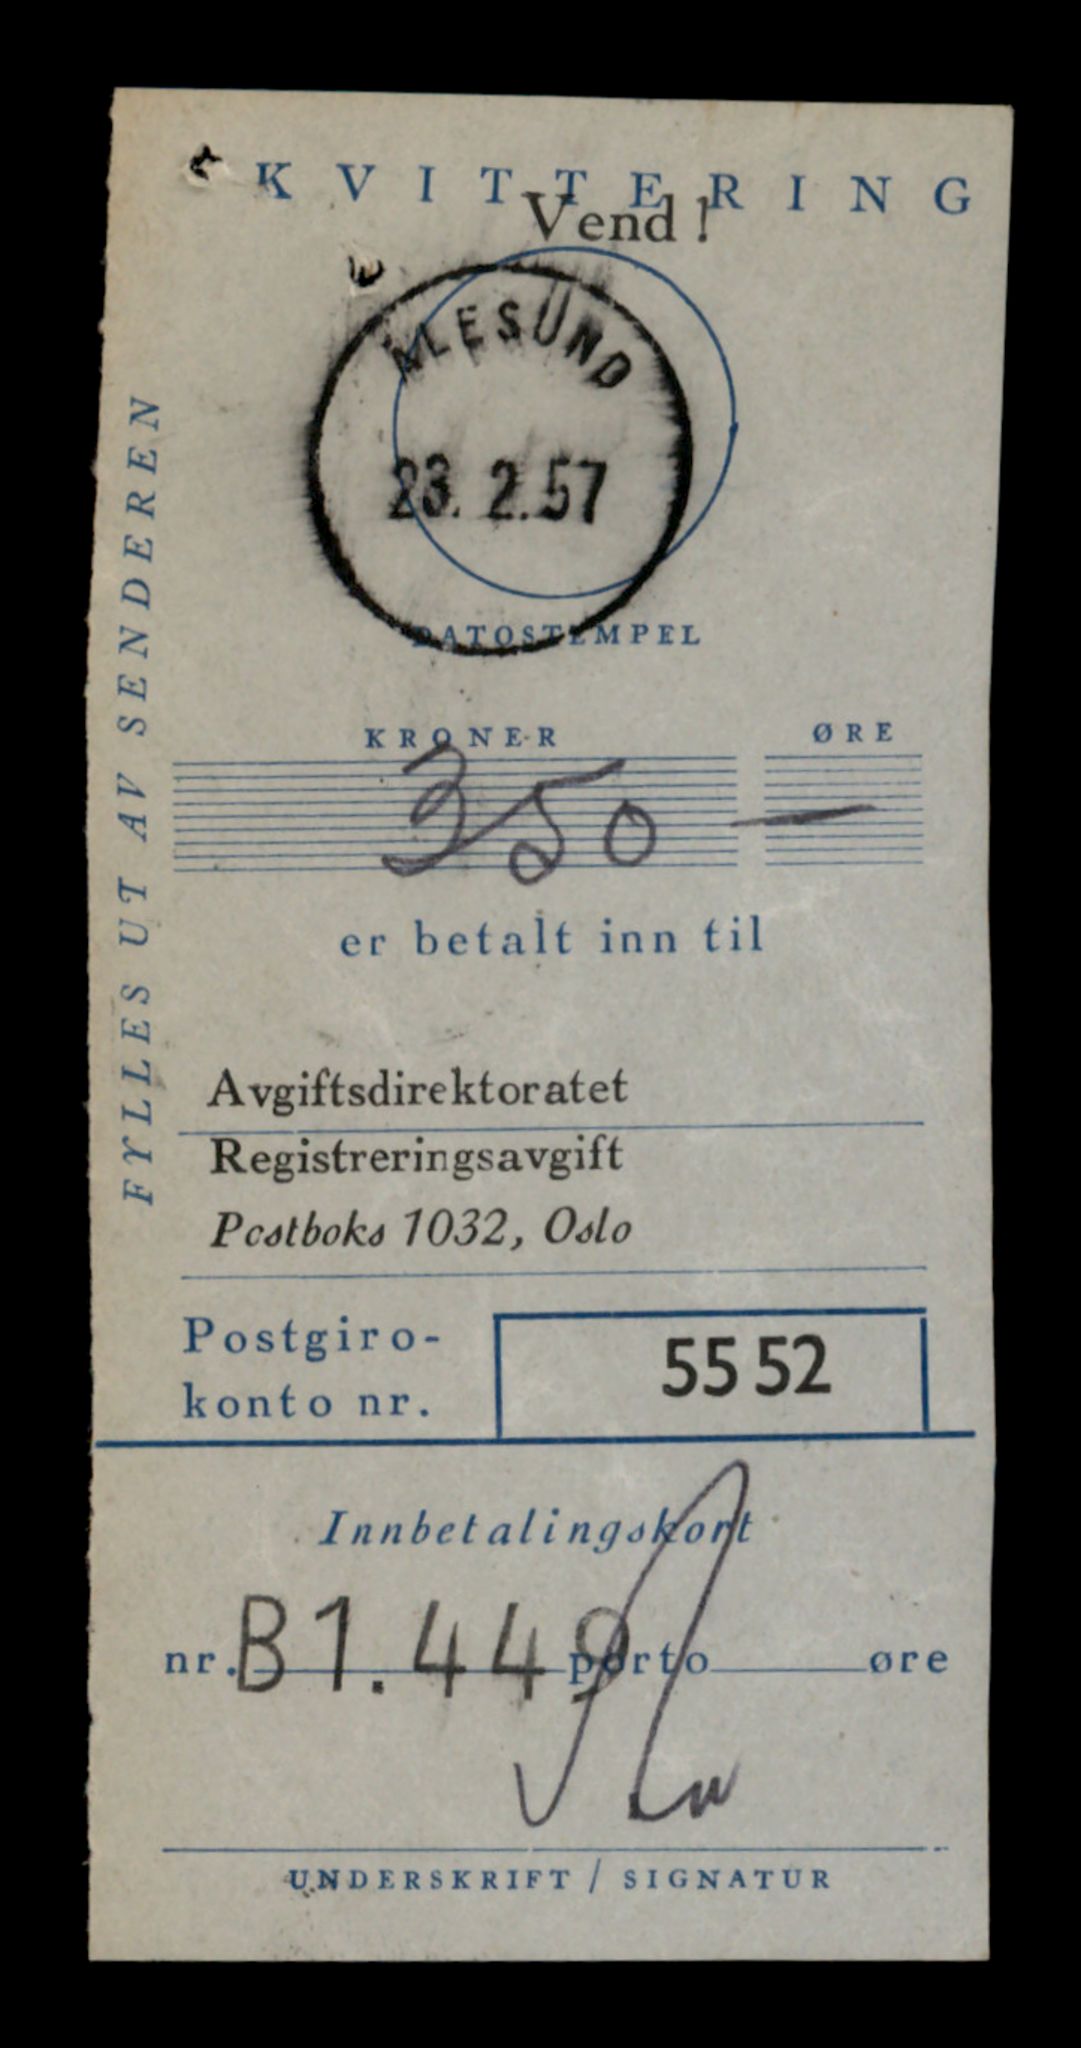 KVITTERING
Vend!
ÅLESUND
23. 2. 57
DATOSTEMPEL
FYLLES UT AV SENDEREN
KRONER ØRE
350 —
er betalt inn til
Avgiftsdirektoratet
Registreringsavgift
Postboks 1032, Oslo
Postgiro-
konto nr. 5552
Innbetalingskort
nr. B1.449 porto øre
UNDERSKRIFT / SIGNATUR